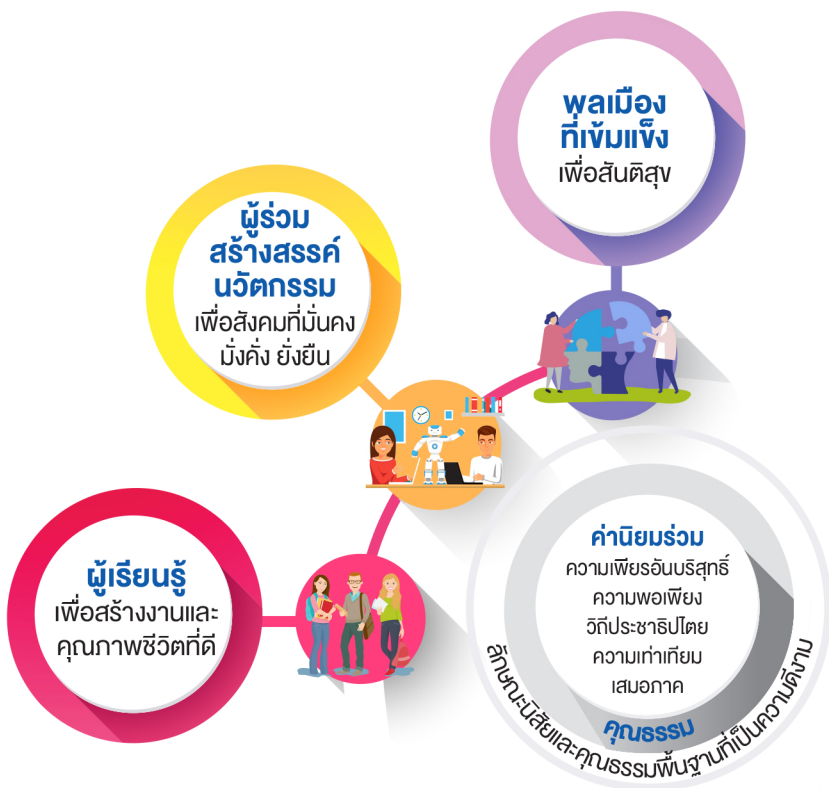 พลเมือง
ที่เข้มแข็ง
เพื่อสันติสุข
ผู้ร่วม
สร้างสรรค์
นวัตกรรม
เพื่อสังคมที่มั่นคง
มั่งคั่ง ยั่งยืน
ผู้เรียนรู้
เพื่อสร้างงานและ
คุณภาพชีวิตที่ดี
ค่านิยมร่วม
ความเพียรอันบริสุทธิ์
ความพอเพียง
วิถีประชาธิปไตย
ความเท่าเทียม
เสมอภาค
คุณธรรม
ลักษณะนิสัยและคุณธรรมพื้นฐานที่เป็นความดีงาม